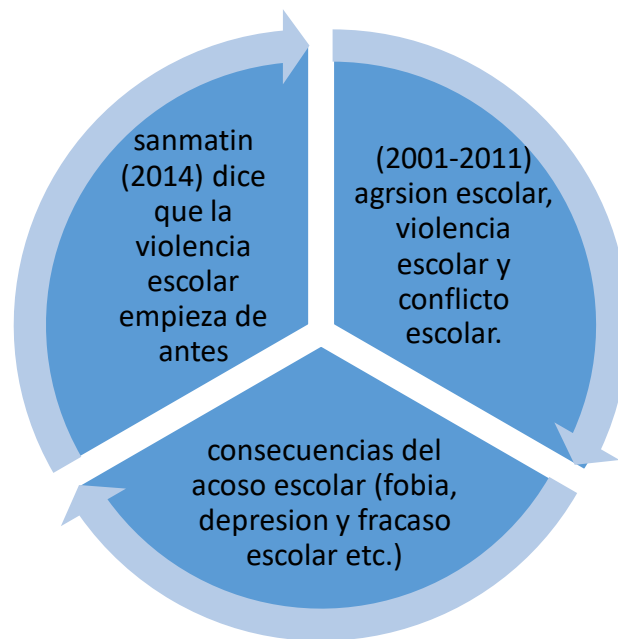 sanmatin
(2014) dice
que la
violencia
escolar
empieza de
antes
(2001-2011)
agrsion escolar,
violencia
escolar y
conflicto
escolar.
consecuencias del
acoso escolar (fobia,
depresion y fracaso
escolar etc.)